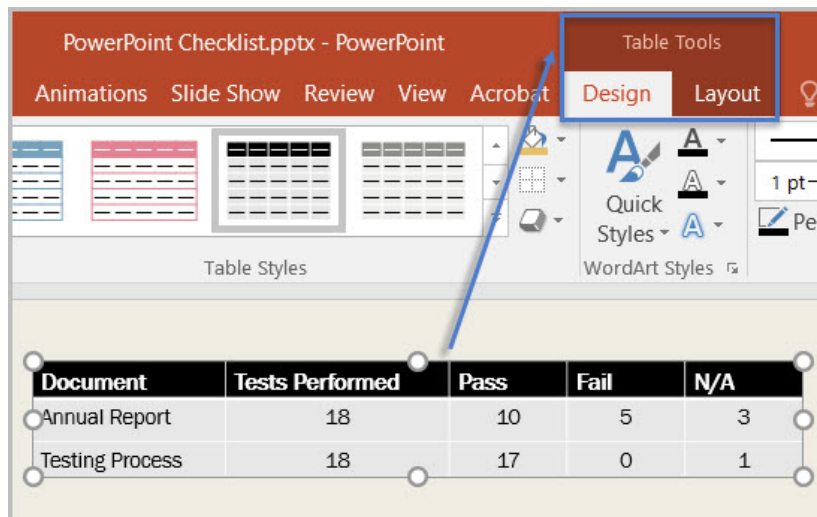 PowerPoint Checklist.pptx - PowerPoint
Table Tools
Animations Slide Show Review View Acrobat Design Layout
1 pt
Quick
Styles
Pe
Table Styles
WordArt Styles
Document Tests Performed Pass Fail N/A
Annual Report 18 10 5 3
Testing Process 18 17 0 1